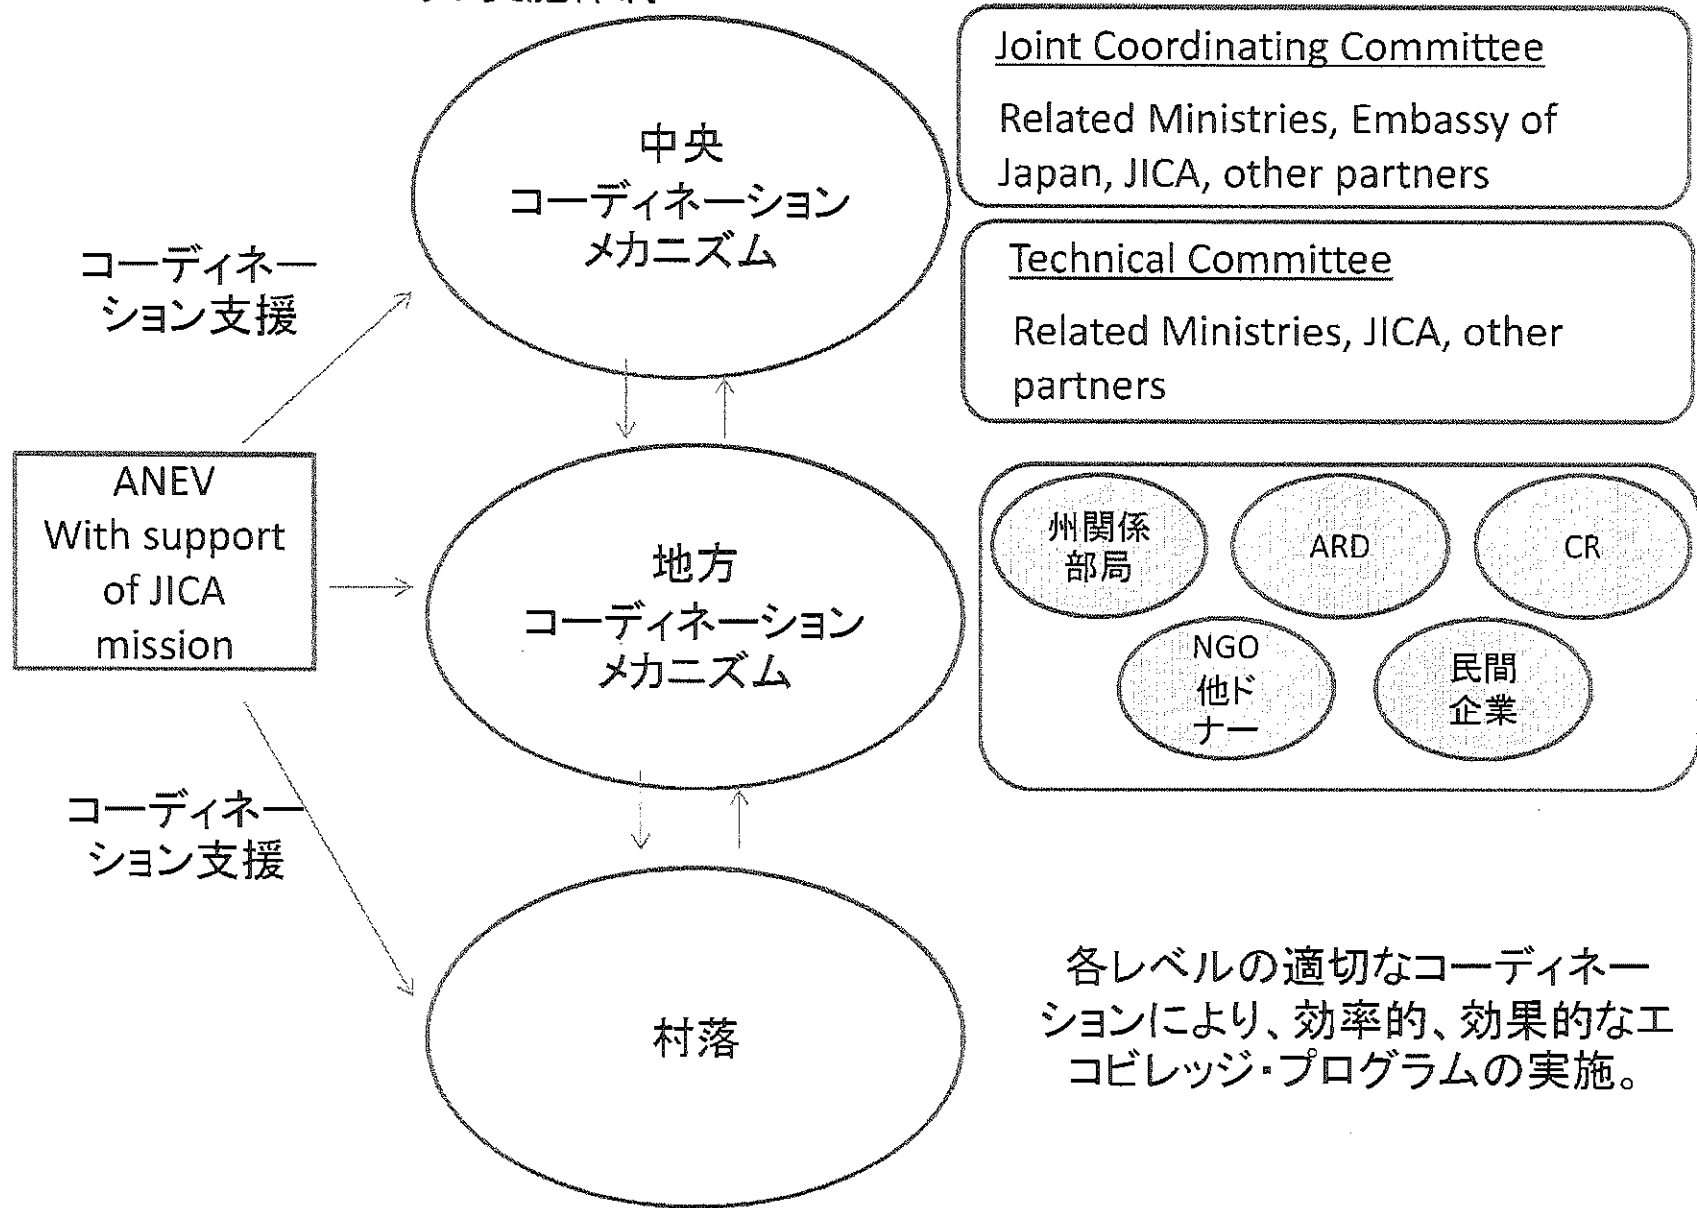 Joint Coordinating Committee
Related Ministries, Embassy of
Japan, JICA, other partners
中央
コーディネーション
メカニズム
Technical Committee
Related Ministries, JICA, other
partners
コーディネー
ション支援
ANEV
With support
of JICA
mission
地方
コーディネーション
メカニズム
州関係
部局
ARD
CR
NGO
他ド
ナー
民間
企業
コーディネー
ション支援
村落
各レベルの適切なコーディネー
ションにより、効率的、効果的なエ
コビレッジ・プログラムの実施。